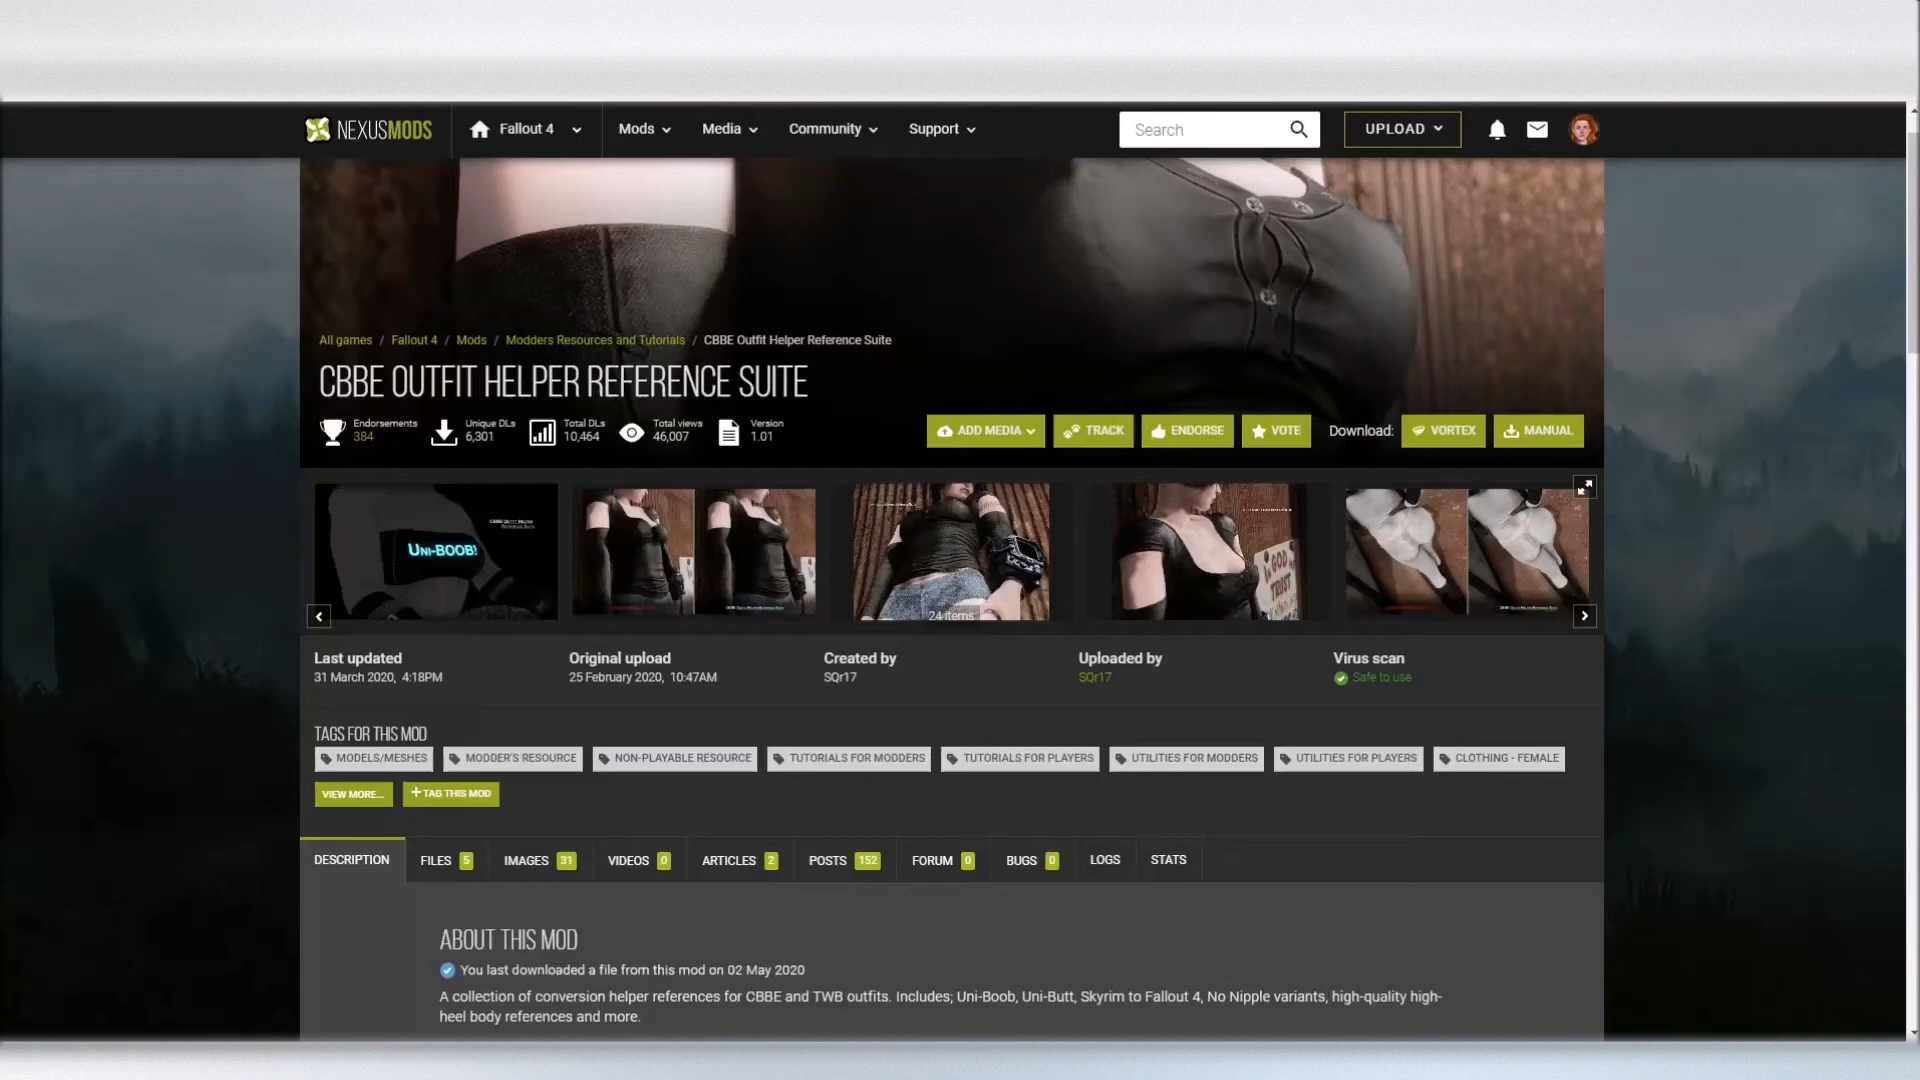 NEXUSMODS
Fallout 4
Mods
Media
Community
Support
Search
UPLOAD
All games / Fallout 4 / Mods / Modders Resources and Tutorials / CBBE Outfit Helper Reference Suite
CBBE OUTFIT HELPER REFERENCE SUITE
Endorsements
384
Unique DLs
6,301
Total DLs
10,464
Total views
46,007
Version
1.01
ADD MEDIA
TRACK
ENDORSE
VOTE
Download:
VORTEX
MANUAL
CBBE OUTFIT HELPER
REFERENCE SUITE
UNI-BOOB!
24 items
Last updated
31 March 2020, 4:18PM
Original upload
25 February 2020, 10:47AM
Created by
SQr17
Uploaded by
SQr17
Virus scan
Safe to use
TAGS FOR THIS MOD
MODELS/MESHES
MODDER'S RESOURCE
NON-PLAYABLE RESOURCE
TUTORIALS FOR MODDERS
TUTORIALS FOR PLAYERS
UTILITIES FOR MODDERS
UTILITIES FOR PLAYERS
CLOTHING - FEMALE
VIEW MORE...
+ TAG THIS MOD
DESCRIPTION
FILES 5
IMAGES 31
VIDEOS 0
ARTICLES 2
POSTS 152
FORUM 0
BUGS 0
LOGS
STATS
ABOUT THIS MOD
You last downloaded a file from this mod on 02 May 2020
A collection of conversion helper references for CBBE and TWB outfits. Includes; Uni-Boob, Uni-Butt, Skyrim to Fallout 4, No Nipple variants, high-quality high-
heel body references and more.